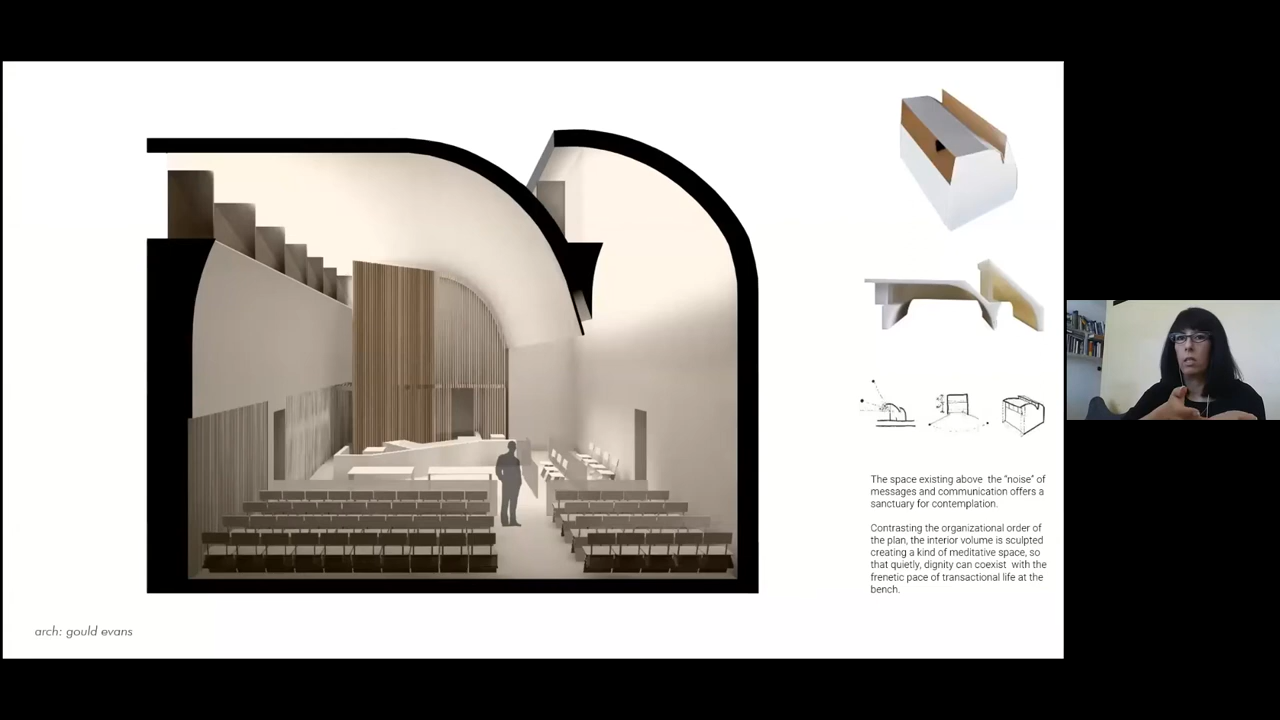 The space existing above the "noise" of
messages and communication offers a
sanctuary for contemplation.
Contrasting the organizational order of
the plan, the interior volume is sculpted
creating a kind of meditative space, so
that quietly, dignity can coexist with the
frenetic pace of transactional life at the
bench.
arch: gould evans